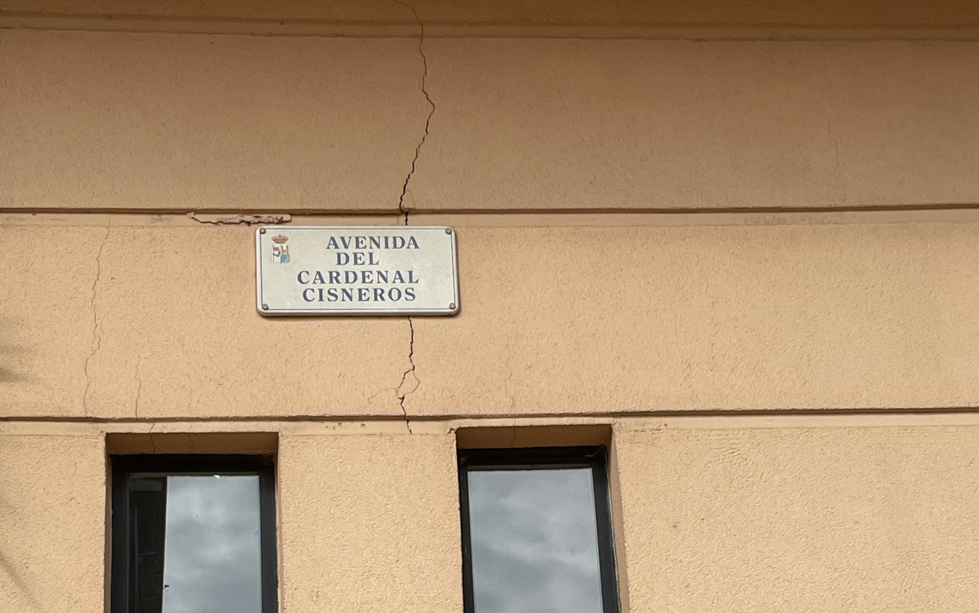 AVENIDA
DEL
CARDENAL
CISNEROS